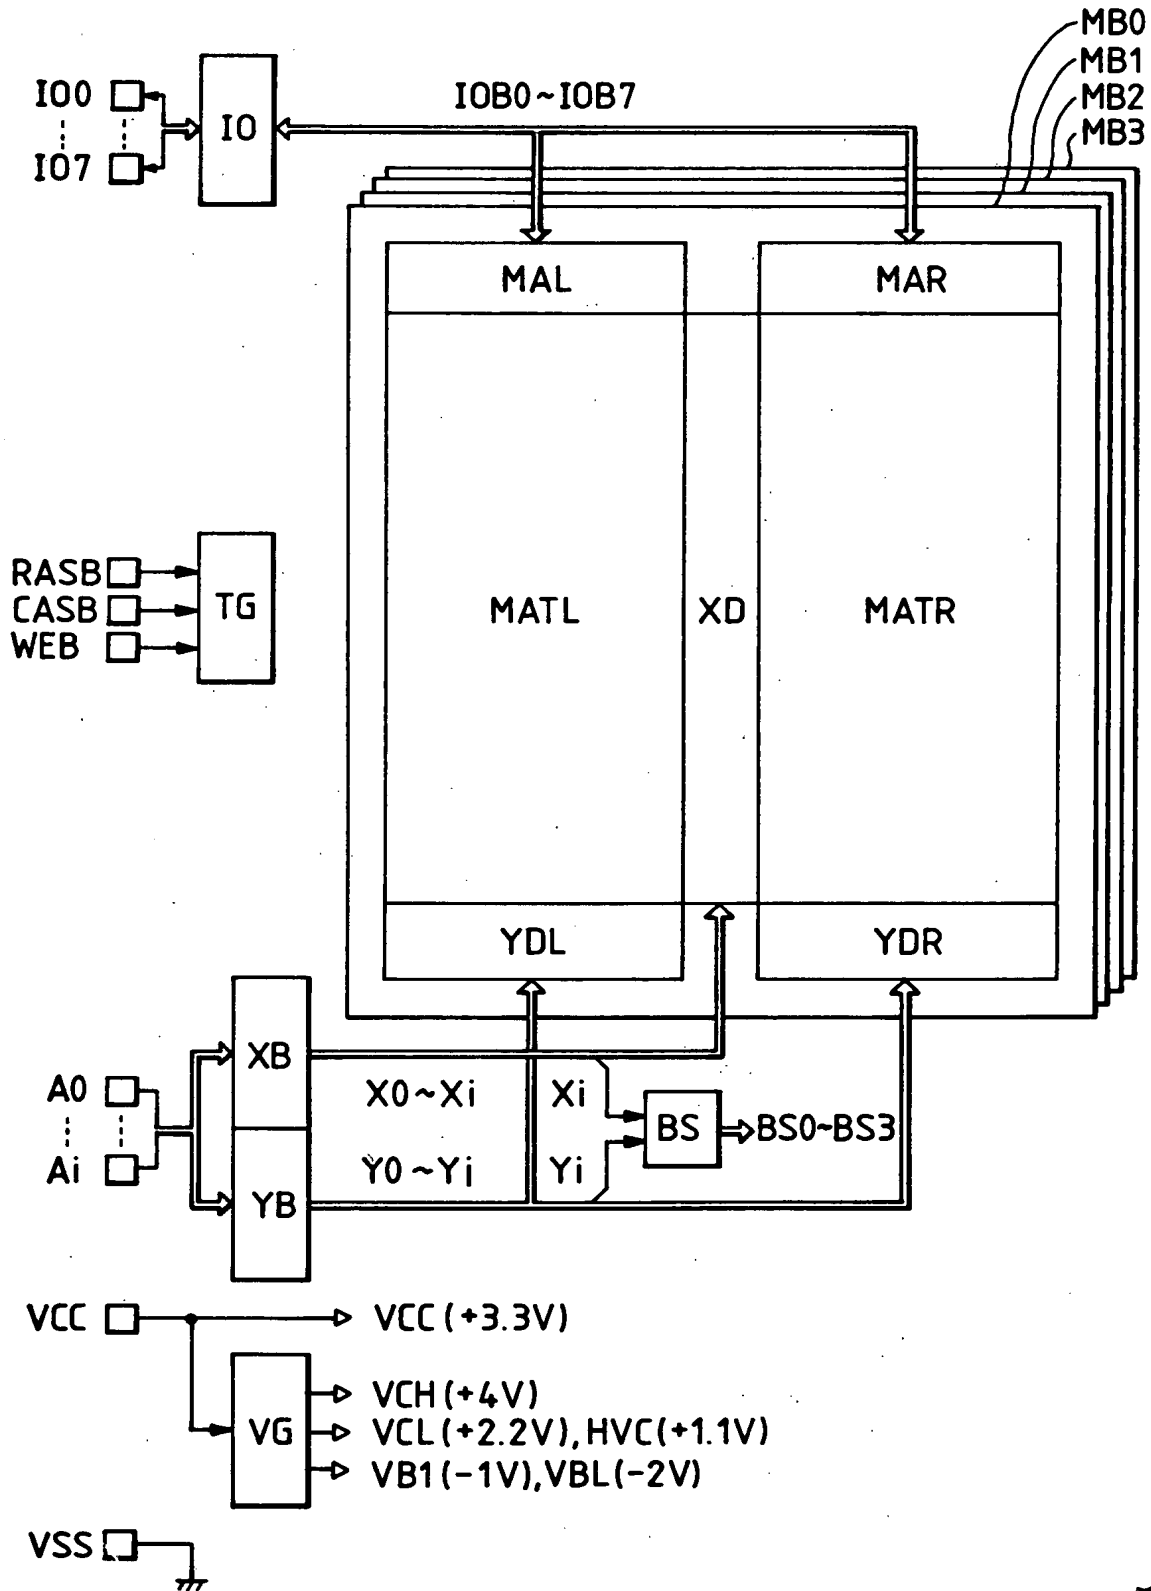 MB0
MB1
MB2
MB3
IO0
IO7
IO
IOB0~IOB7
MAL
MAR
RASB
CASB
WEB
TG
MATL
XD
MATR
YDL
YDR
A0
Ai
XB
YB
X0~Xi
Y0~Yi
Xi
Yi
BS
BS0~BS3
VCC
VCC(+3.3V)
VG
VCH(+4V)
VCL(+2.2V),HVC(+1.1V)
VB1(-1V),VBL(-2V)
VSS